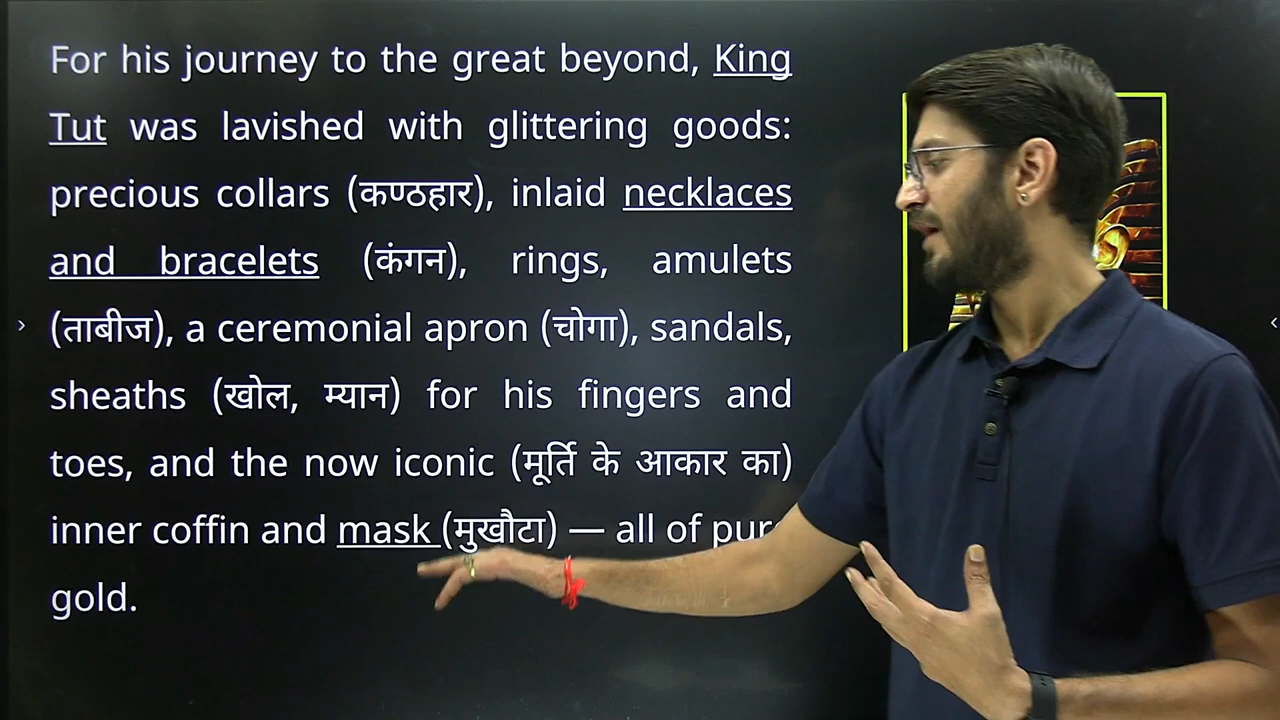 For his journey to the great beyond, King
Tut was lavished with glittering goods:
precious collars (कण्ठहार), inlaid necklaces
and bracelets (कंगन), rings, amulets
(ताबीज), a ceremonial apron (चोगा), sandals,
sheaths (खोल, म्यान) for his fingers and
toes, and the now iconic (मूर्ति के आकार का)
inner coffin and mask (मुखौटा) — all of pure
gold.